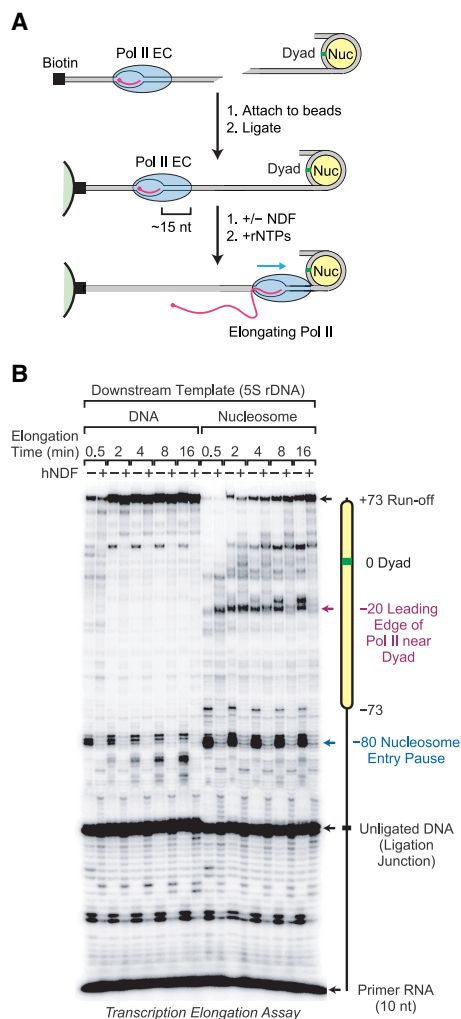 A
Pol II EC
Biotin
Dyad
Nuc
1. Attach to beads
2. Ligate
Pol II EC
Dyad
Nuc
~15 nt
1. +/− NDF
2. +rNTPs
Nuc
Elongating Pol II
B
Downstream Template (5S rDNA)
DNA Nucleosome
Elongation
Time (min) 0.5 2 4 8 16 0.5 2 4 8 16
hNDF −+−+−+−+−+−+−+−+−+−+
+73 Run-off
0 Dyad
−20 Leading
Edge of
Pol II near
Dyad
−73
−80 Nucleosome
Entry Pause
Unligated DNA
(Ligation
Junction)
Primer RNA
(10 nt)
Transcription Elongation Assay